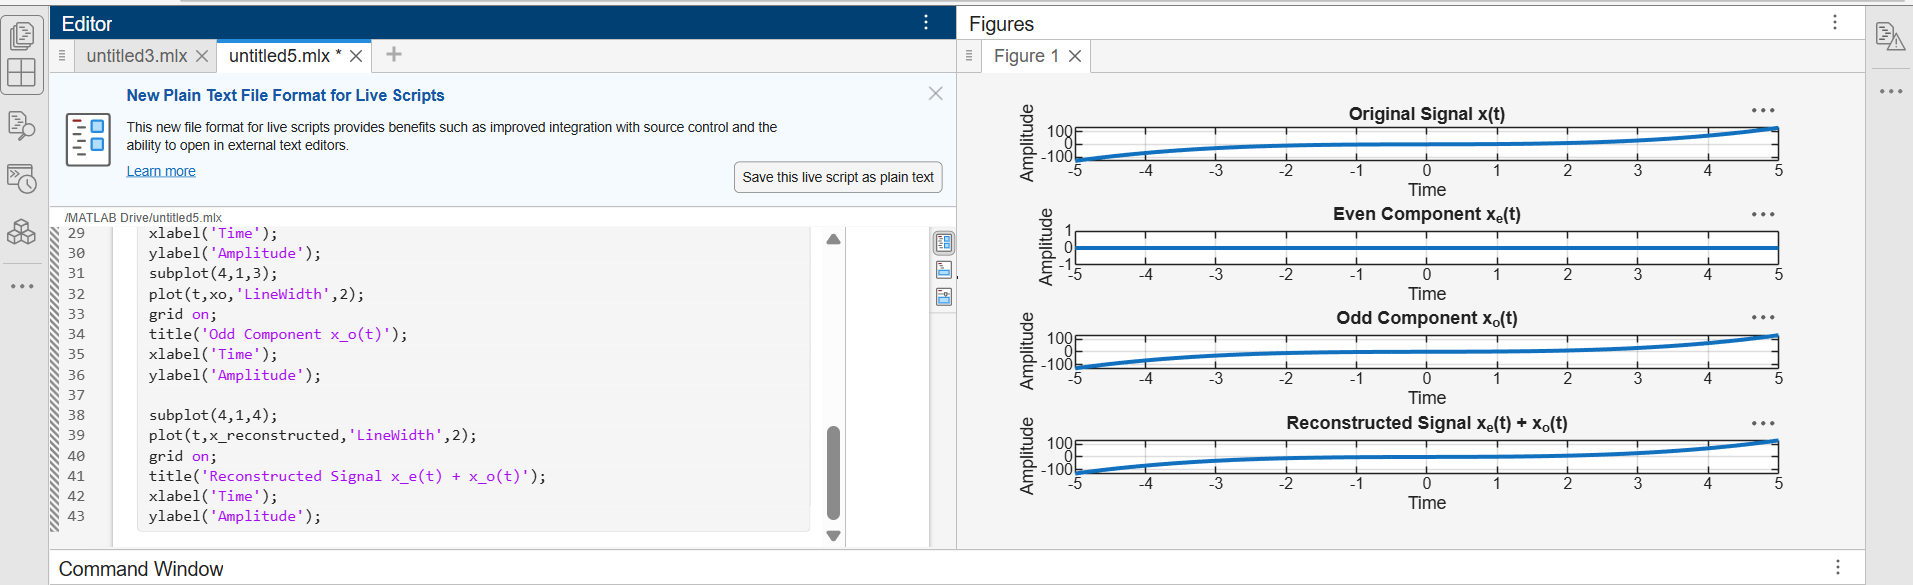 Editor
untitled3.mlx
untitled5.mlx *
New Plain Text File Format for Live Scripts
This new file format for live scripts provides benefits such as improved integration with source control and the
ability to open in external text editors.
Learn more
Save this live script as plain text
/MATLAB Drive/untitled5.mlx
29 xlabel('Time');
30 ylabel('Amplitude');
31 subplot(4,1,3);
32 plot(t,xo,'LineWidth',2);
33 grid on;
34 title('Odd Component x_o(t)');
35 xlabel('Time');
36 ylabel('Amplitude');
37
38 subplot(4,1,4);
39 plot(t,x_reconstructed,'LineWidth',2);
40 grid on;
41 title('Reconstructed Signal x_e(t) + x_o(t)');
42 xlabel('Time');
43 ylabel('Amplitude');
Command Window
Figures
Figure 1
Original Signal x(t)
Amplitude
100
0
-100
-5 -4 -3 -2 -1 0 1 2 3 4 5
Time
Even Component xₑ(t)
Amplitude
1
0
-1
-5 -4 -3 -2 -1 0 1 2 3 4 5
Time
Odd Component xₒ(t)
Amplitude
100
0
-100
-5 -4 -3 -2 -1 0 1 2 3 4 5
Time
Reconstructed Signal xₑ(t) + xₒ(t)
Amplitude
100
0
-100
-5 -4 -3 -2 -1 0 1 2 3 4 5
Time